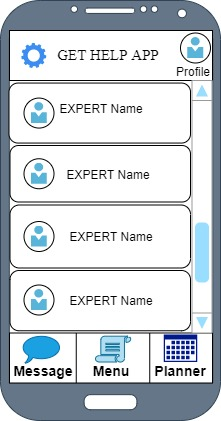 GET HELP APP
Profile
EXPERT Name
EXPERT Name
EXPERT Name
EXPERT Name
Message Menu Planner